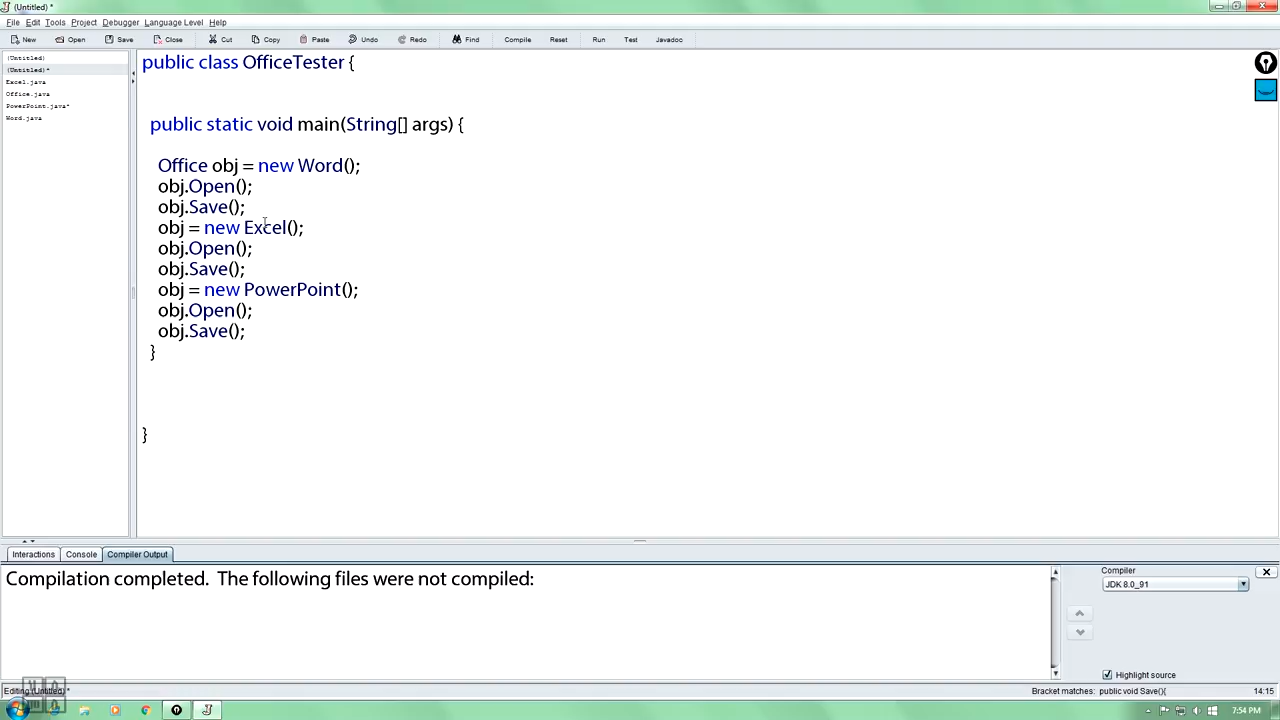 (Untitled) *
File Edit Tools Project Debugger Language Level Help
New Open Save Close Cut Copy Paste Undo Redo Find Compile Reset Run Test Javadoc
(Untitled)
(Untitled)*
Excel.java
Office.java
PowerPoint.java*
Word.java
public class OfficeTester {
public static void main(String[] args) {
Office obj = new Word();
obj.Open();
obj.Save();
obj = new Excel();
obj.Open();
obj.Save();
obj = new PowerPoint();
obj.Open();
obj.Save();
}
}
Interactions Console Compiler Output
Compilation completed. The following files were not compiled:
Compiler
JDK 8.0_91
Highlight source
Editing (Untitled) *
Bracket matches: public void Save(){ 14:15
7:54 PM